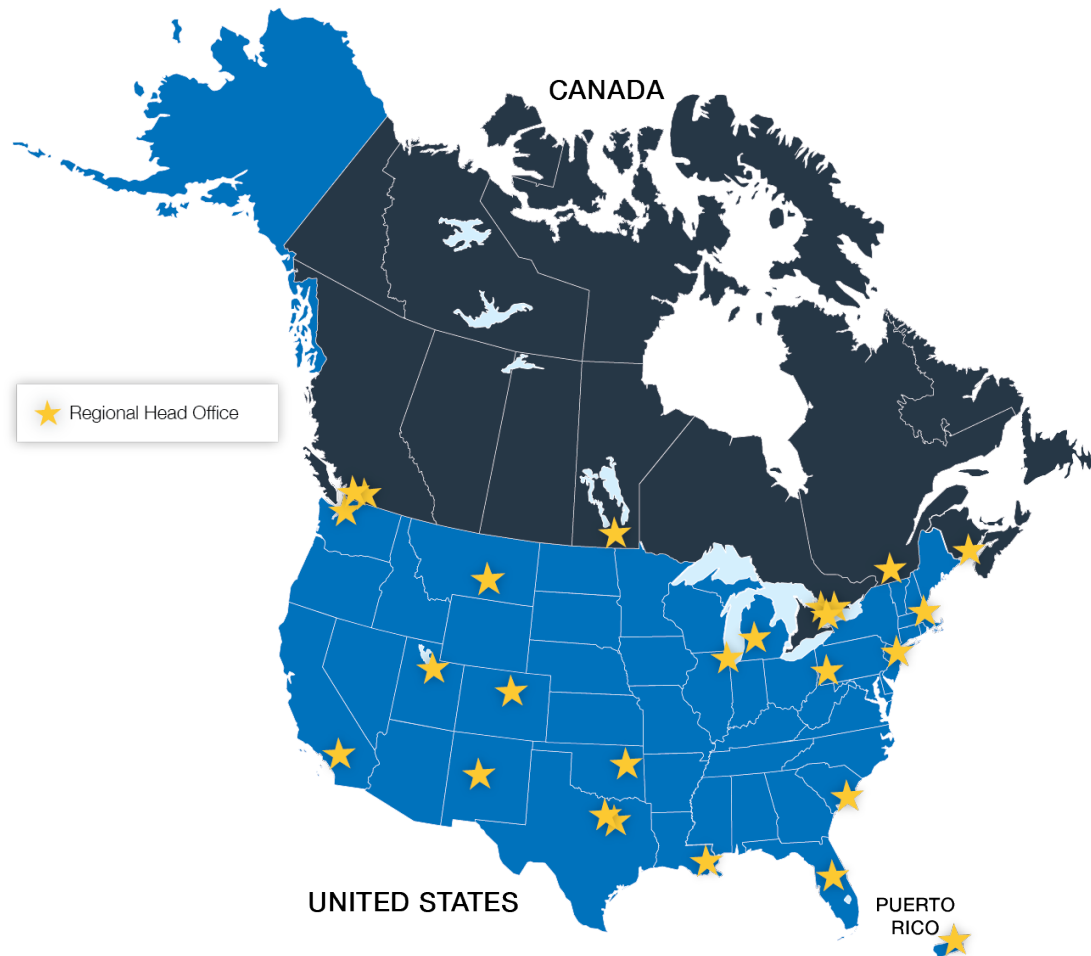 CANADA
Regional Head Office
UNITED STATES
PUERTO
RICO